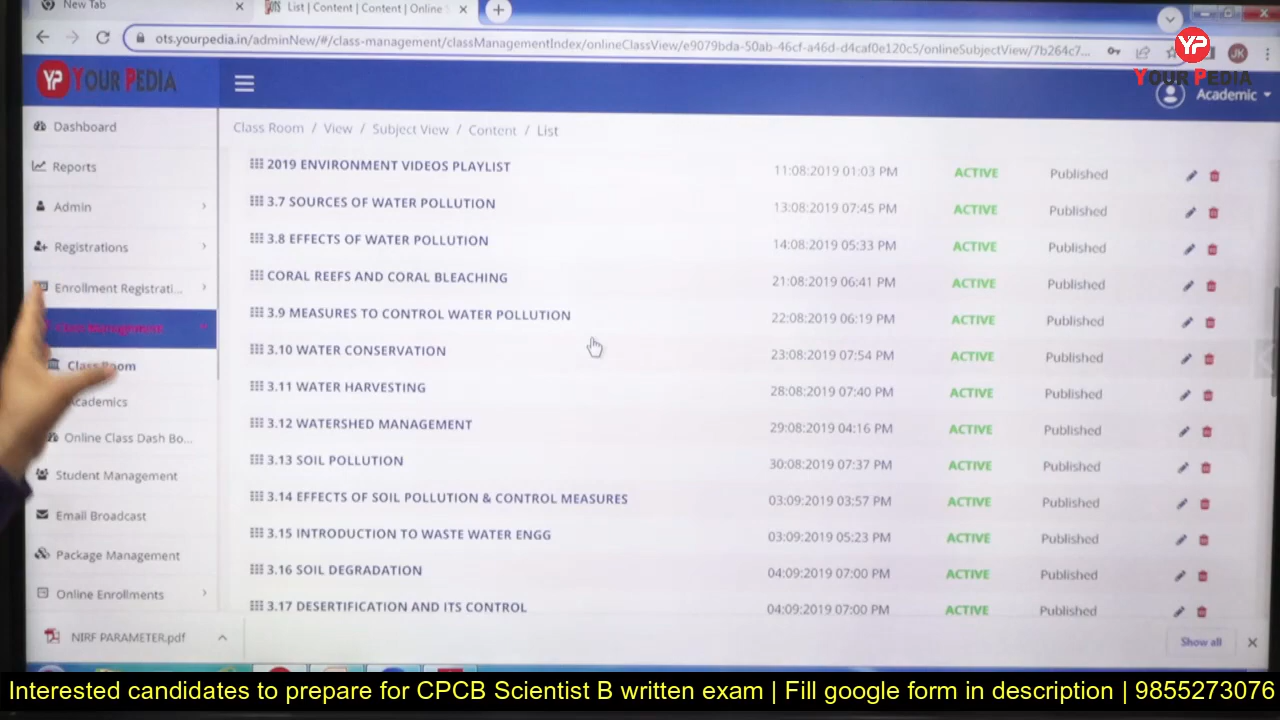 New Tab
List | Content | Content | Online
ots.yourpedia.in/adminNew/#/class-management/classManagementIndex/onlineClassView/e9079bda-50ab-46cf-a46d-d4caf0e120c5/onlineSubjectView/7b264c7...
JK
YP YOUR PEDIA
YP
YOUR PEDIA
Academic
Dashboard
Reports
Admin
Registrations
Enrollment Registrati...
Class Management
Class Room
Academics
Online Class Dash Bo...
Student Management
Email Broadcast
Package Management
Online Enrollments
Class Room / View / Subject View / Content / List
2019 ENVIRONMENT VIDEOS PLAYLIST 11:08:2019 01:03 PM ACTIVE Published
3.7 SOURCES OF WATER POLLUTION 13:08:2019 07:45 PM ACTIVE Published
3.8 EFFECTS OF WATER POLLUTION 14:08:2019 05:33 PM ACTIVE Published
CORAL REEFS AND CORAL BLEACHING 21:08:2019 06:41 PM ACTIVE Published
3.9 MEASURES TO CONTROL WATER POLLUTION 22:08:2019 06:19 PM ACTIVE Published
3.10 WATER CONSERVATION 23:08:2019 07:54 PM ACTIVE Published
3.11 WATER HARVESTING 28:08:2019 07:40 PM ACTIVE Published
3.12 WATERSHED MANAGEMENT 29:08:2019 04:16 PM ACTIVE Published
3.13 SOIL POLLUTION 30:08:2019 07:37 PM ACTIVE Published
3.14 EFFECTS OF SOIL POLLUTION & CONTROL MEASURES 03:09:2019 03:57 PM ACTIVE Published
3.15 INTRODUCTION TO WASTE WATER ENGG 03:09:2019 05:23 PM ACTIVE Published
3.16 SOIL DEGRADATION 04:09:2019 07:00 PM ACTIVE Published
3.17 DESERTIFICATION AND ITS CONTROL 04:09:2019 07:00 PM ACTIVE Published
NIRF PARAMETER.pdf
Show all
Interested candidates to prepare for CPCB Scientist B written exam | Fill google form in description | 9855273076